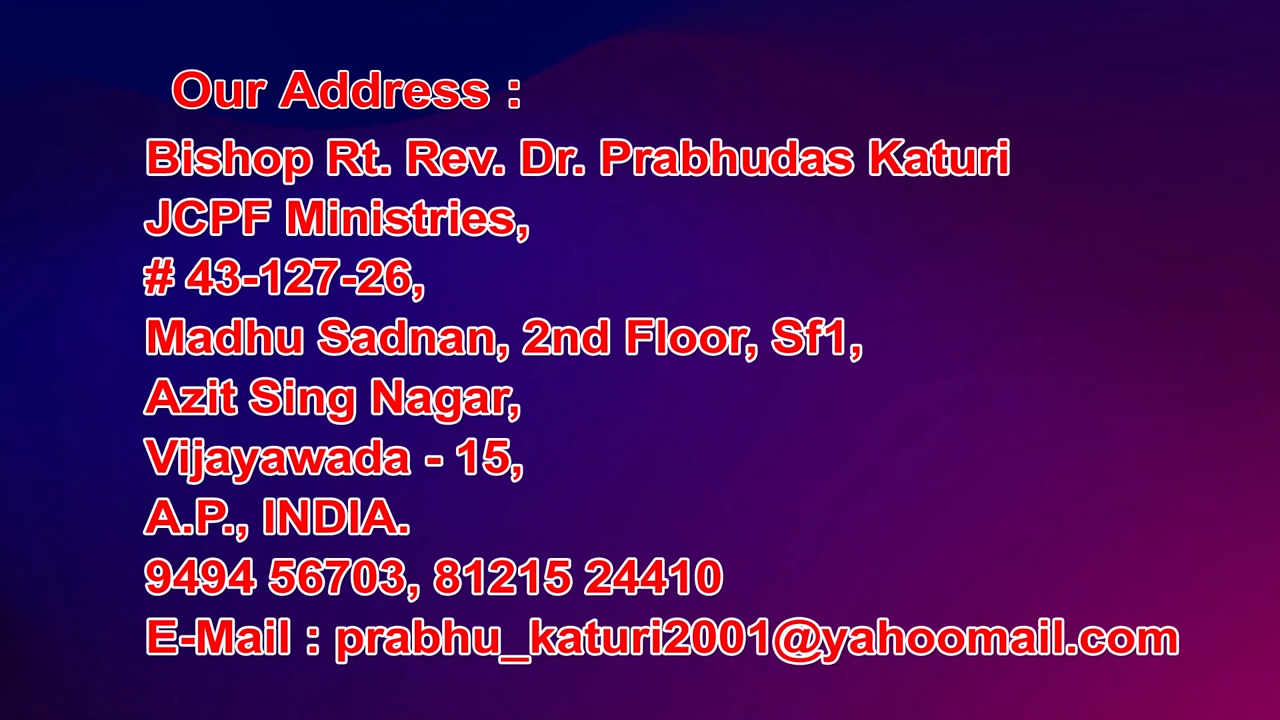 Our Address :
Bishop Rt. Rev. Dr. Prabhudas Katuri
JCPF Ministries,
# 43-127-26,
Madhu Sadnan, 2nd Floor, Sf1,
Azit Sing Nagar,
Vijayawada - 15,
A.P., INDIA.
9494 56703, 81215 24410
E-Mail : prabhu_katuri2001@yahoomail.com